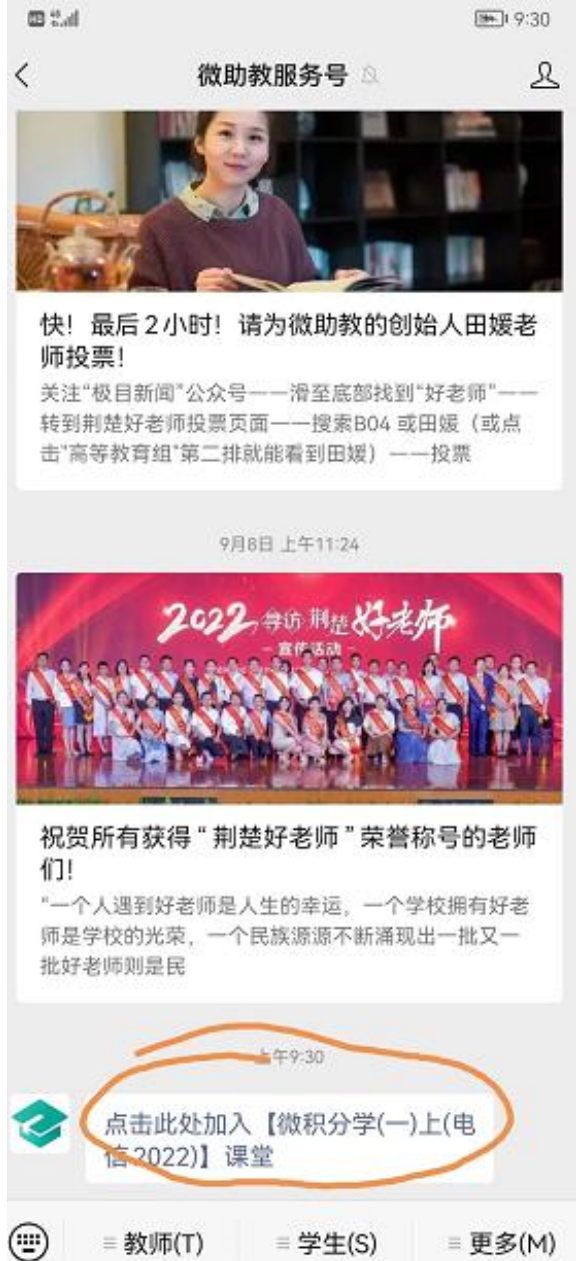 HD 4G 9:30
微助教服务号
快！最后2小时！请为微助教的创始人田媛老
师投票！
关注“极目新闻”公众号——滑至底部找到“好老师”——
转到荆楚好老师投票页面——搜索B04 或田媛（或点
击“高等教育组”第二排就能看到田媛）——投票
9月8日 上午11:24
2022 寻访 荆楚好老师
宣传活动
祝贺所有获得“荆楚好老师”荣誉称号的老师
们！
“一个人遇到好老师是人生的幸运，一个学校拥有好老
师是学校的光荣，一个民族源源不断涌现出一批又一
批好老师则是民
上午9:30
点击此处加入【微积分学(一)上(电
信2022)】课堂
教师(T) 学生(S) 更多(M)